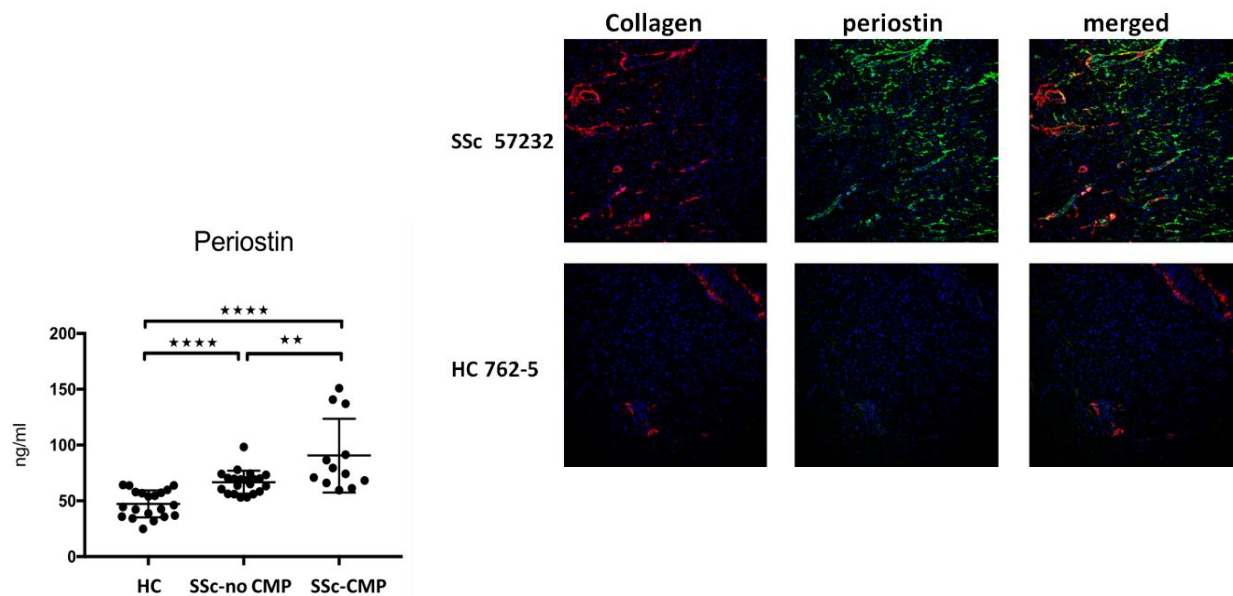 Collagen periostin merged
SSc 57232
HC 762-5
Periostin
★★★★
★★★★ ★★
200
150
100
50
0
ng/ml
HC SSc-no CMP SSc-CMP